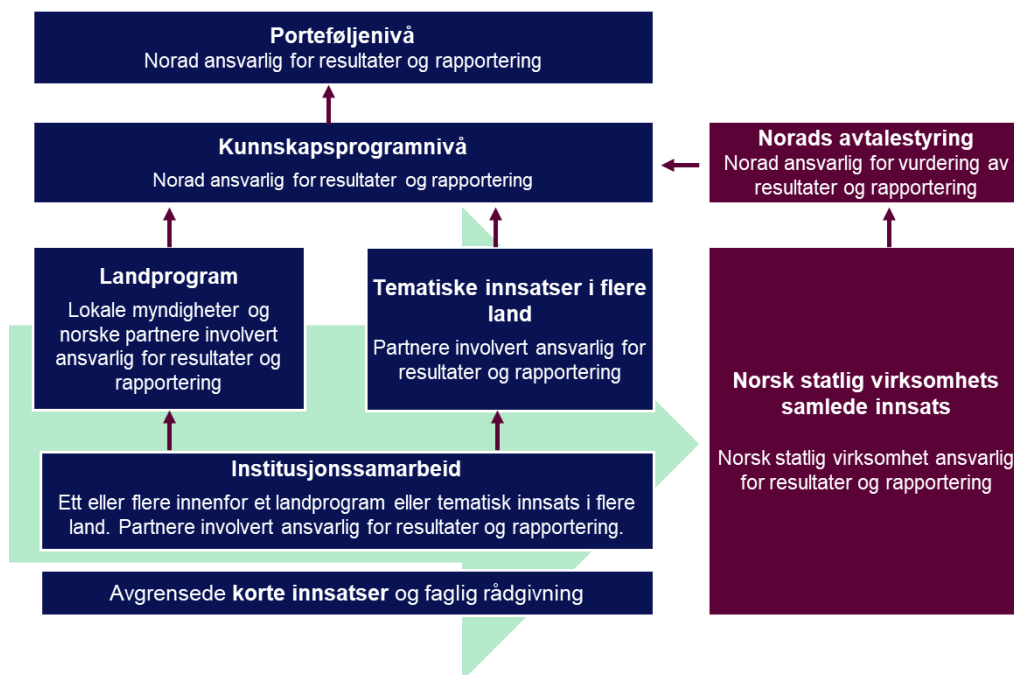 Porteføljenivå
Norad ansvarlig for resultater og rapportering
Kunnskapsprogramnivå
Norad ansvarlig for resultater og rapportering
Norads avtalestyring
Norad ansvarlig for vurdering av
resultater og rapportering
Landprogram
Lokale myndigheter og
norske partnere involvert
ansvarlig for resultater og
rapportering
Tematiske innsatser i flere
land
Partnere involvert ansvarlig for
resultater og rapportering
Norsk statlig virksomhets
samlede innsats
Norsk statlig virksomhet ansvarlig
for resultater og rapportering
Institusjonssamarbeid
Ett eller flere innenfor et landprogram eller tematisk innsats i flere
land. Partnere involvert ansvarlig for resultater og rapportering.
Avgrensede korte innsatser og faglig rådgivning